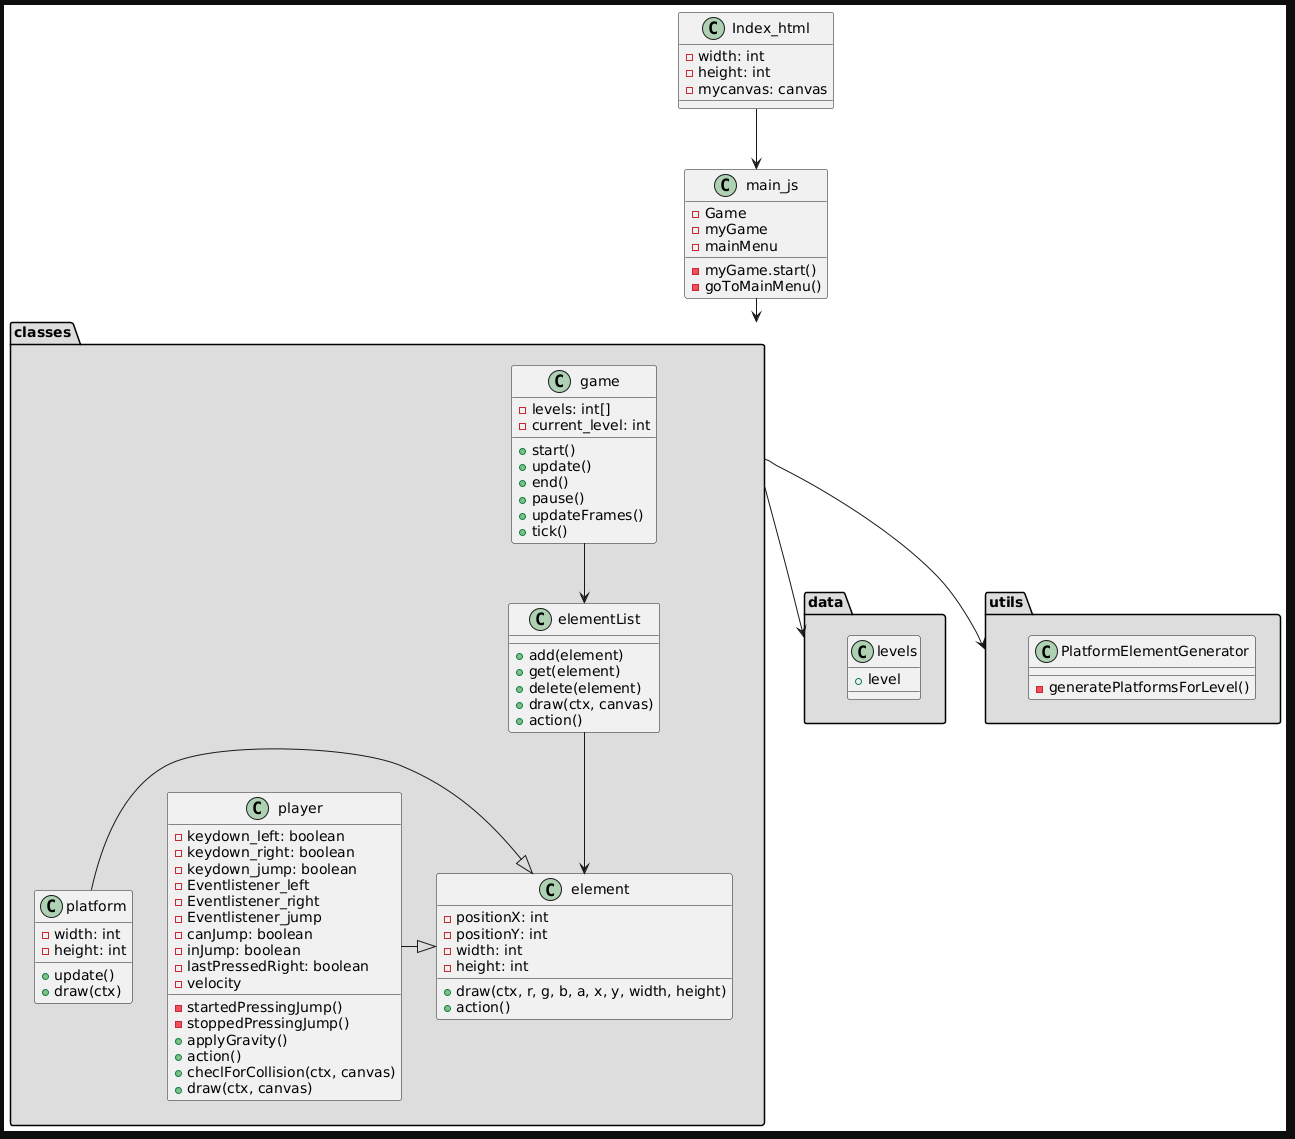 C Index_html
width: int
height: int
mycanvas: canvas
C main_js
Game
myGame
mainMenu
myGame.start()
goToMainMenu()
classes
C game
levels: int[]
current_level: int
start()
update()
end()
pause()
updateFrames()
tick()
C elementList
add(element)
get(element)
delete(element)
draw(ctx, canvas)
action()
data
C levels
level
utils
C PlatformElementGenerator
generatePlatformsForLevel()
C platform
width: int
height: int
update()
draw(ctx)
C player
keydown_left: boolean
keydown_right: boolean
keydown_jump: boolean
Eventlistener_left
Eventlistener_right
Eventlistener_jump
canJump: boolean
inJump: boolean
lastPressedRight: boolean
velocity
startedPressingJump()
stoppedPressingJump()
applyGravity()
action()
checlForCollision(ctx, canvas)
draw(ctx, canvas)
C element
positionX: int
positionY: int
width: int
height: int
draw(ctx, r, g, b, a, x, y, width, height)
action()